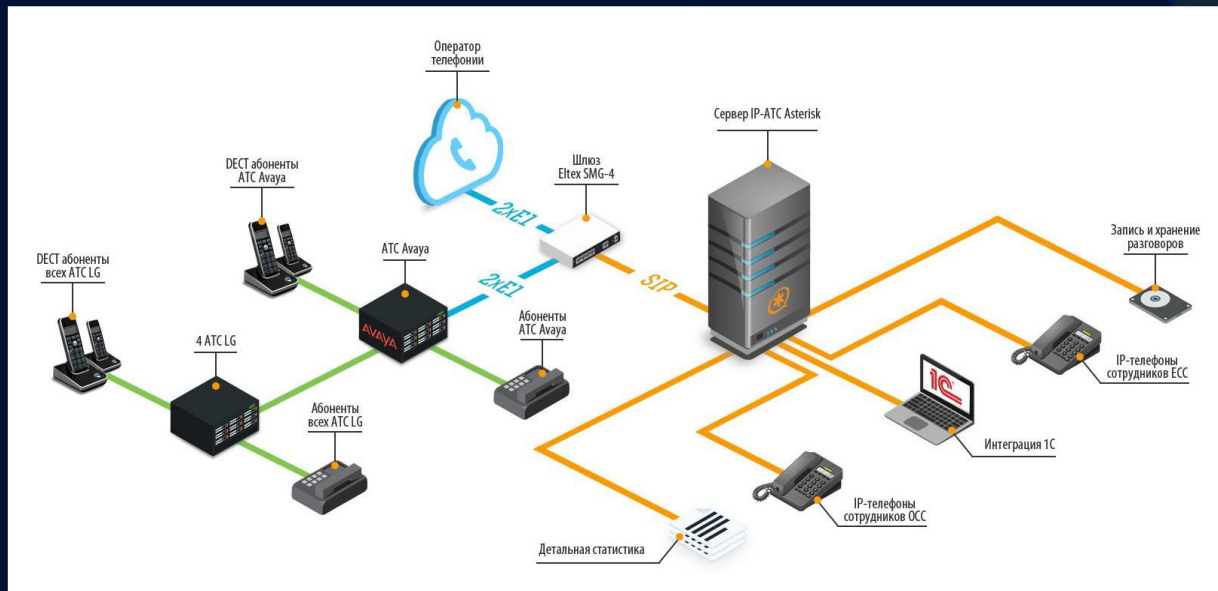 Оператор
телефонии
Сервер IP-АТС Asterisk
Шлюз
Eltex SMG-4
DECT абоненты
АТС Avaya
2xE1
Запись и хранение
разговоров
АТС Avaya
DECT абоненты
всех АТС LG
2xE1
SIP
Абоненты
АТС Avaya
AVAYA
4 АТС LG
IP-телефоны
сотрудников ЕСС
1С
Абоненты
всех АТС LG
Интеграция 1С
IP-телефоны
сотрудников ОСС
Детальная статистика